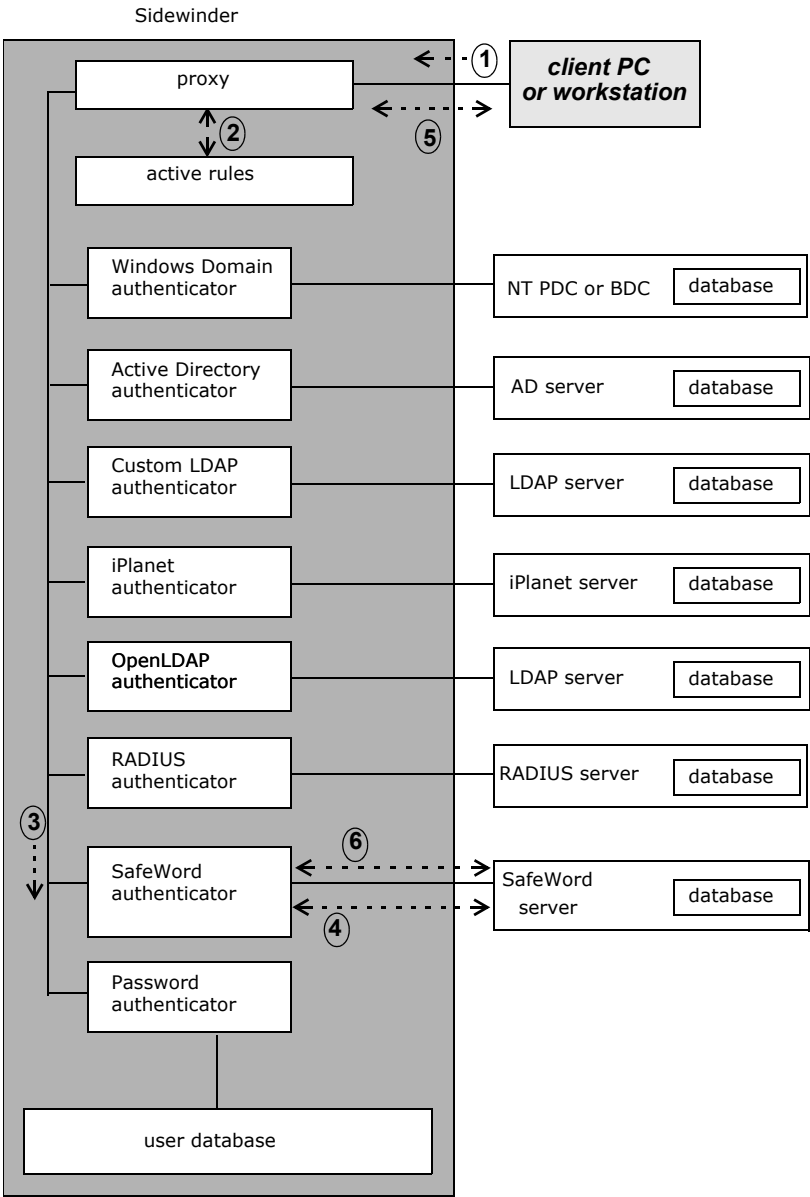 Sidewinder
1
proxy
client PC
or workstation
2
5
active rules
Windows Domain
authenticator
NT PDC or BDC
database
Active Directory
authenticator
AD server
database
Custom LDAP
authenticator
LDAP server
database
iPlanet
authenticator
iPlanet server
database
OpenLDAP
authenticator
LDAP server
database
RADIUS
authenticator
RADIUS server
database
3
6
SafeWord
authenticator
SafeWord
server
database
4
Password
authenticator
user database